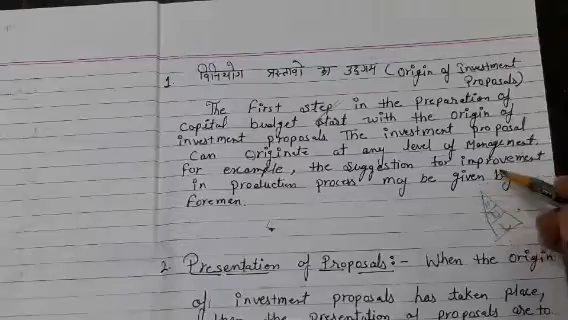 1. विनियोग प्रस्तावो का उद्गम (Origin of Investment
Proposals)
The first step in the preparation of
capital budget start with the origin of
investment proposals The investment proposal
can originate at any level of Management.
For example, the suggestion for improvement
in production process may be given by
foremen.
2. Presentation of Proposals:- When the origin
of investment proposals has taken place,
then the presentation of proposals are to